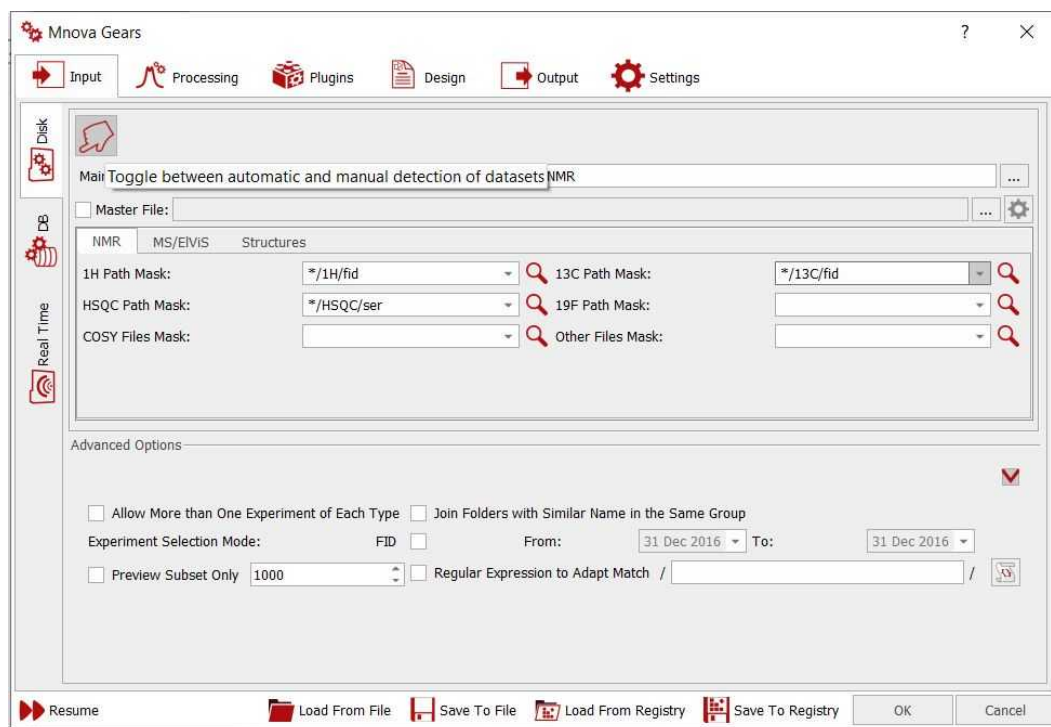 Mnova Gears ?
Input Processing Plugins Design Output Settings
Disk
DB
Real Time
Toggle between automatic and manual detection of datasets NMR ...
Master File: ...
NMR MS/ElViS Structures
1H Path Mask: */1H/fid 13C Path Mask: */13C/fid
HSQC Path Mask: */HSQC/ser 19F Path Mask:
COSY Files Mask: Other Files Mask:
Advanced Options
Allow More than One Experiment of Each Type Join Folders with Similar Name in the Same Group
Experiment Selection Mode: FID From: 31 Dec 2016 To: 31 Dec 2016
Preview Subset Only 1000 Regular Expression to Adapt Match / /
Resume Load From File Save To File Load From Registry Save To Registry OK Cancel